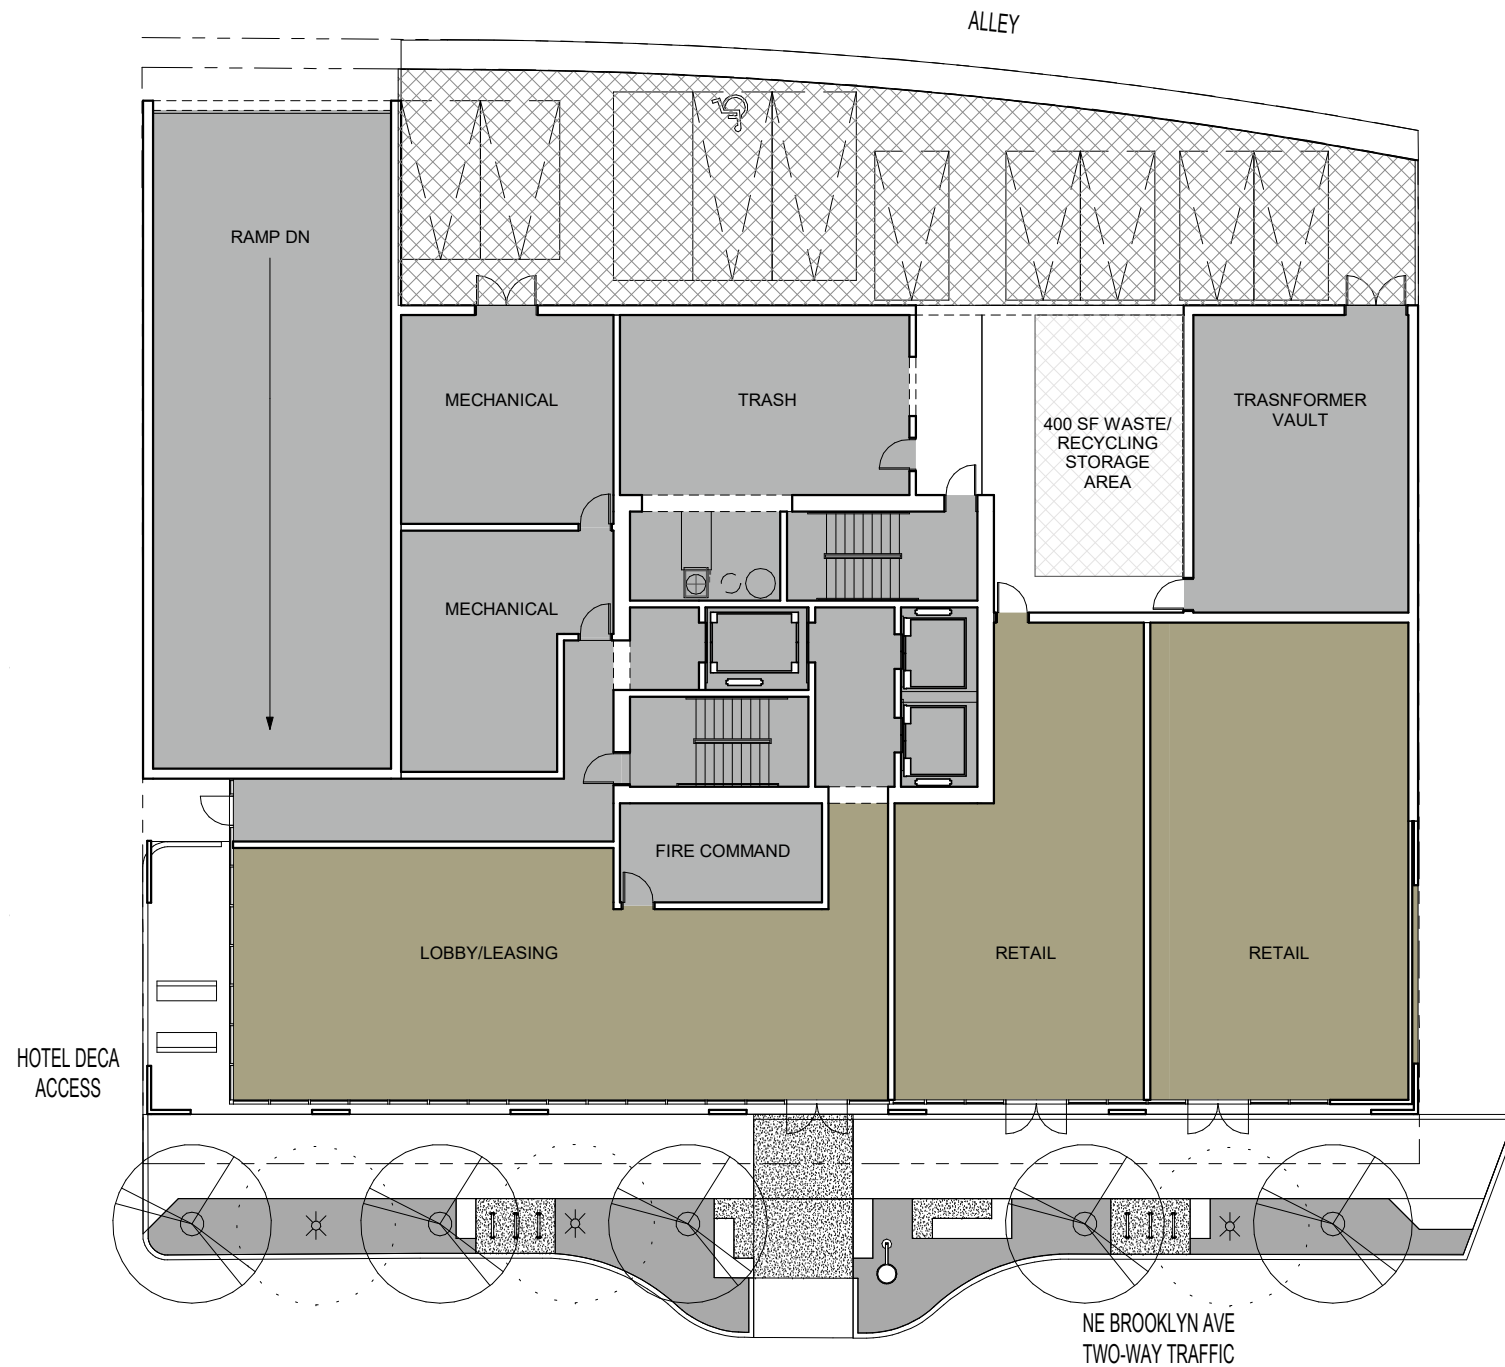 ALLEY
RAMP DN
MECHANICAL
TRASH
400 SF WASTE/
RECYCLING
STORAGE
AREA
TRASNFORMER
VAULT
MECHANICAL
FIRE COMMAND
LOBBY/LEASING
RETAIL
RETAIL
HOTEL DECA
ACCESS
NE BROOKLYN AVE
TWO-WAY TRAFFIC